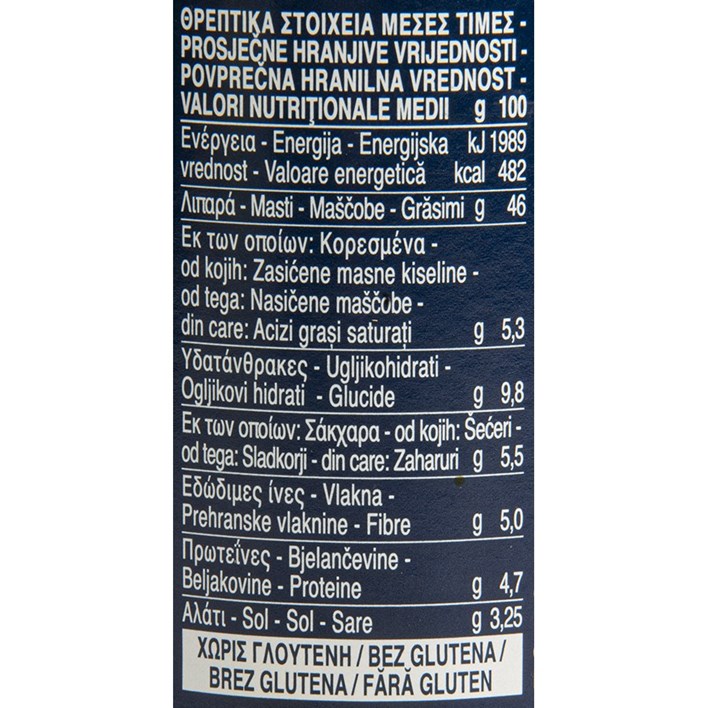 ΘΡΕΠΤΙΚΑ ΣΤΟΙΧΕΙΑ ΜΕΣΕΣ ΤΙΜΕΣ -
PROSJEČNE HRANJIVE VRIJEDNOSTI -
POVPREČNA HRANILNA VREDNOST -
VALORI NUTRIŢIONALE MEDII g 100
Ενέργεια - Energija - Energijska kJ 1989
vrednost - Valoare energetică kcal 482
Λιπαρά - Masti - Maščobe - Grăsimi g 46
Εκ των οποίων: Κορεσμένα -
od kojih: Zasićene masne kiseline -
od tega: Nasičene maščobe -
din care: Acizi grași saturați g 5,3
Υδατάνθρακες - Ugljikohidrati -
Ogljikovi hidrati - Glucide g 9,8
Εκ των οποίων: Σάκχαρα - od kojih: Šećeri -
od tega: Sladkorji - din care: Zaharuri g 5,5
Εδώδιμες ίνες - Vlakna -
Prehranske vlaknine - Fibre g 5,0
Πρωτεΐνες - Bjelančevine -
Beljakovine - Proteine g 4,7
Αλάτι - Sol - Sol - Sare g 3,25
ΧΩΡΙΣ ΓΛΟΥΤΕΝΗ / BEZ GLUTENA /
BREZ GLUTENA / FĂRĂ GLUTEN